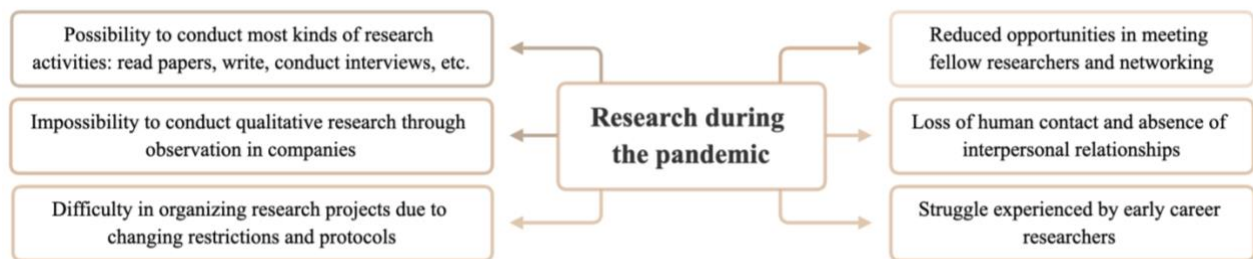 Possibility to conduct most kinds of research
activities: read papers, write, conduct interviews, etc.
Impossibility to conduct qualitative research through
observation in companies
Difficulty in organizing research projects due to
changing restrictions and protocols
Research during
the pandemic
Reduced opportunities in meeting
fellow researchers and networking
Loss of human contact and absence of
interpersonal relationships
Struggle experienced by early career
researchers